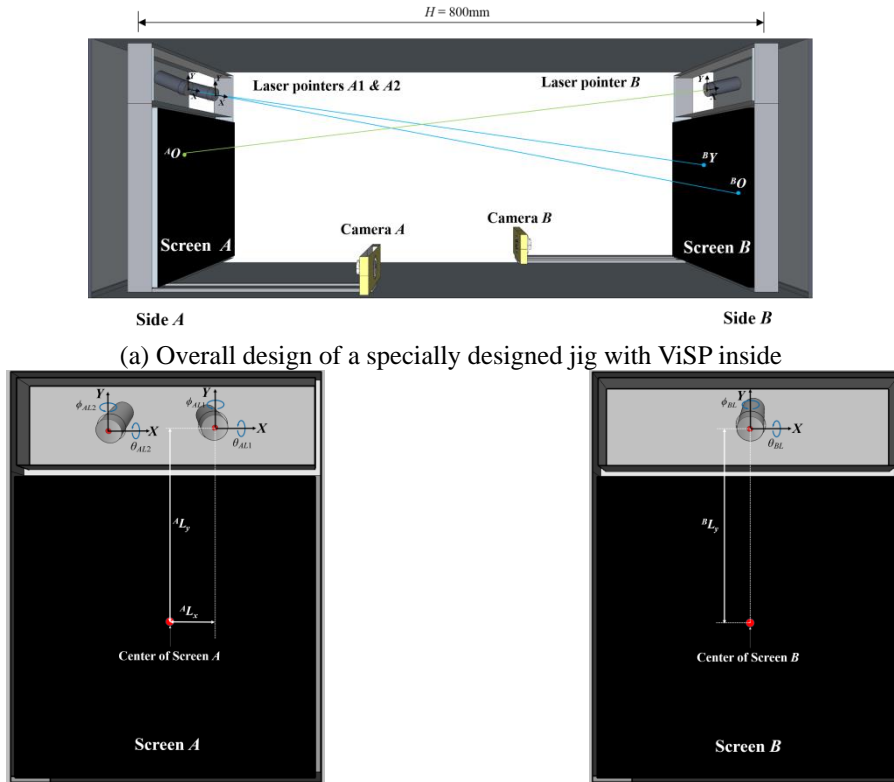 H = 800mm
Laser pointers A1 & A2
Laser pointer B
Y
Y
X
X
Y
X
ᴬO
ᴮY
ᴮO
Camera A
Camera B
Screen A
Screen B
Side A
Side B
(a) Overall design of a specially designed jig with ViSP inside
ϕAL2
Y
ϕAL1
Y
X
X
θAL2
θAL1
ᴬLy
ᴬLx
Center of Screen A
Screen A
Y
ϕBL
X
θBL
ᴮLy
Center of Screen B
Screen B